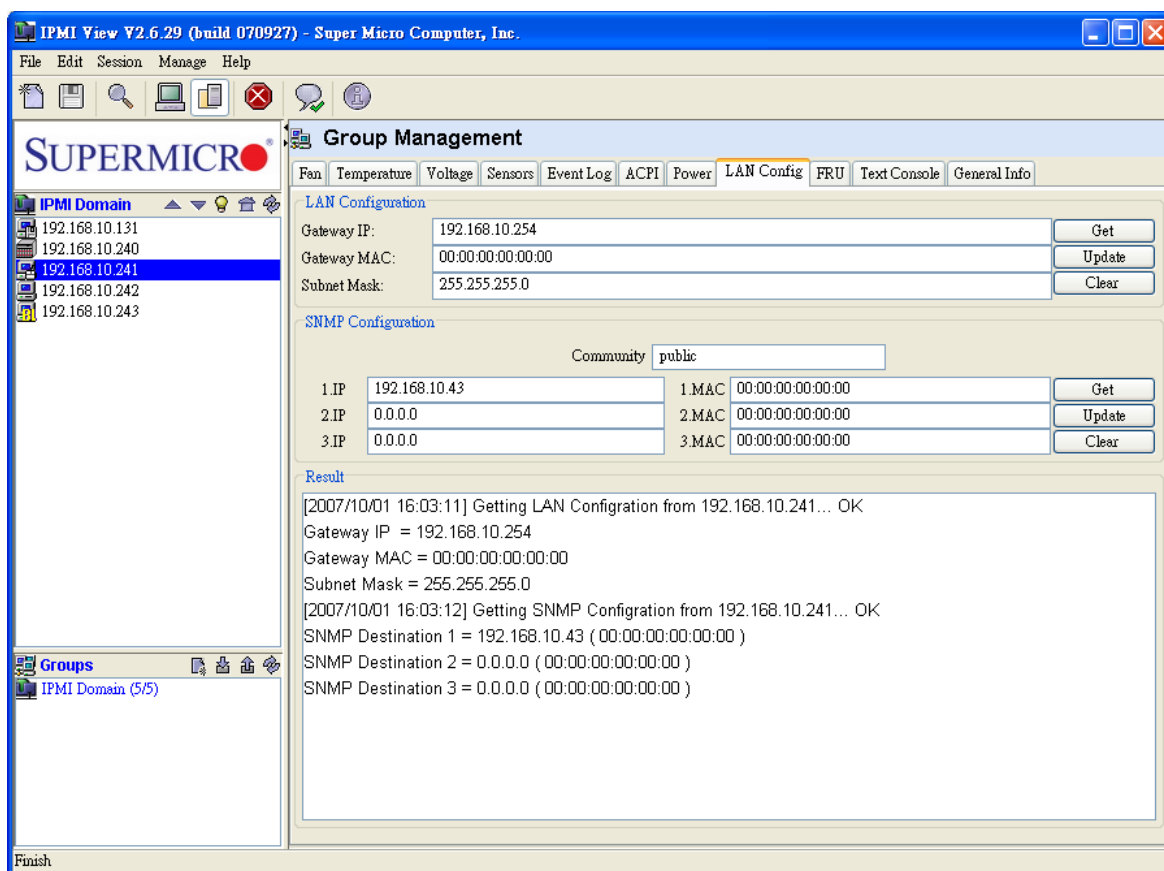 IPMI View V2.6.29 (build 070927) - Super Micro Computer, Inc.
File Edit Session Manage Help
SUPERMICRO
Group Management
Fan Temperature Voltage Sensors Event Log ACPI Power LAN Config FRU Text Console General Info
IPMI Domain
192.168.10.131
192.168.10.240
192.168.10.241
192.168.10.242
192.168.10.243
LAN Configuration
Gateway IP: 192.168.10.254 Get
Gateway MAC: 00:00:00:00:00:00 Update
Subnet Mask: 255.255.255.0 Clear
SNMP Configuration
Community public
1.IP 192.168.10.43 1.MAC 00:00:00:00:00:00 Get
2.IP 0.0.0.0 2.MAC 00:00:00:00:00:00 Update
3.IP 0.0.0.0 3.MAC 00:00:00:00:00:00 Clear
Result
[2007/10/01 16:03:11] Getting LAN Configration from 192.168.10.241... OK
Gateway IP = 192.168.10.254
Gateway MAC = 00:00:00:00:00:00
Subnet Mask = 255.255.255.0
[2007/10/01 16:03:12] Getting SNMP Configration from 192.168.10.241... OK
SNMP Destination 1 = 192.168.10.43 ( 00:00:00:00:00:00 )
SNMP Destination 2 = 0.0.0.0 ( 00:00:00:00:00:00 )
SNMP Destination 3 = 0.0.0.0 ( 00:00:00:00:00:00 )
Groups
IPMI Domain (5/5)
Finish